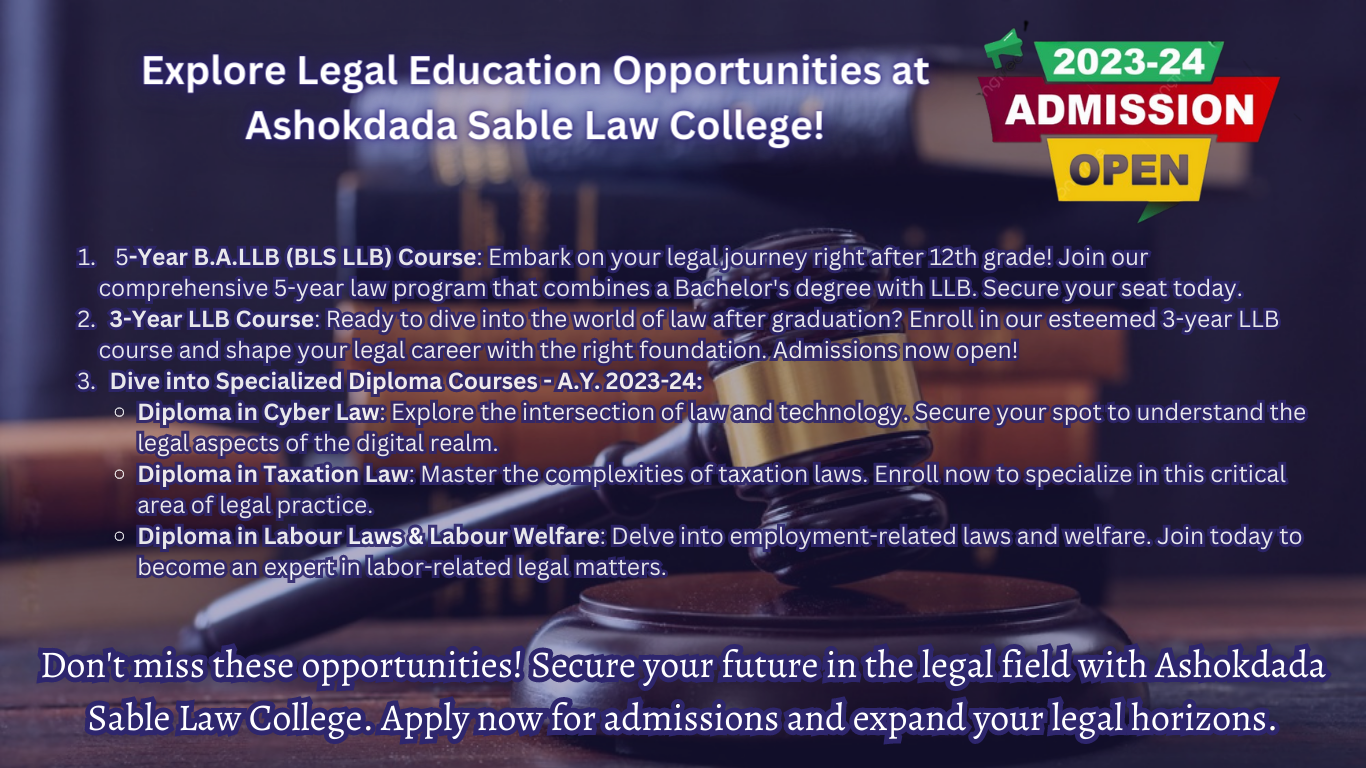 Explore Legal Education Opportunities at
Ashokdada Sable Law College!
2023-24
ADMISSION
OPEN
1. 5-Year B.A.LLB (BLS LLB) Course: Embark on your legal journey right after 12th grade! Join our
comprehensive 5-year law program that combines a Bachelor's degree with LLB. Secure your seat today.
2. 3-Year LLB Course: Ready to dive into the world of law after graduation? Enroll in our esteemed 3-year LLB
course and shape your legal career with the right foundation. Admissions now open!
3. Dive into Specialized Diploma Courses - A.Y. 2023-24:
○ Diploma in Cyber Law: Explore the intersection of law and technology. Secure your spot to understand the
legal aspects of the digital realm.
○ Diploma in Taxation Law: Master the complexities of taxation laws. Enroll now to specialize in this critical
area of legal practice.
○ Diploma in Labour Laws & Labour Welfare: Delve into employment-related laws and welfare. Join today to
become an expert in labor-related legal matters.
Don't miss these opportunities! Secure your future in the legal field with Ashokdada
Sable Law College. Apply now for admissions and expand your legal horizons.